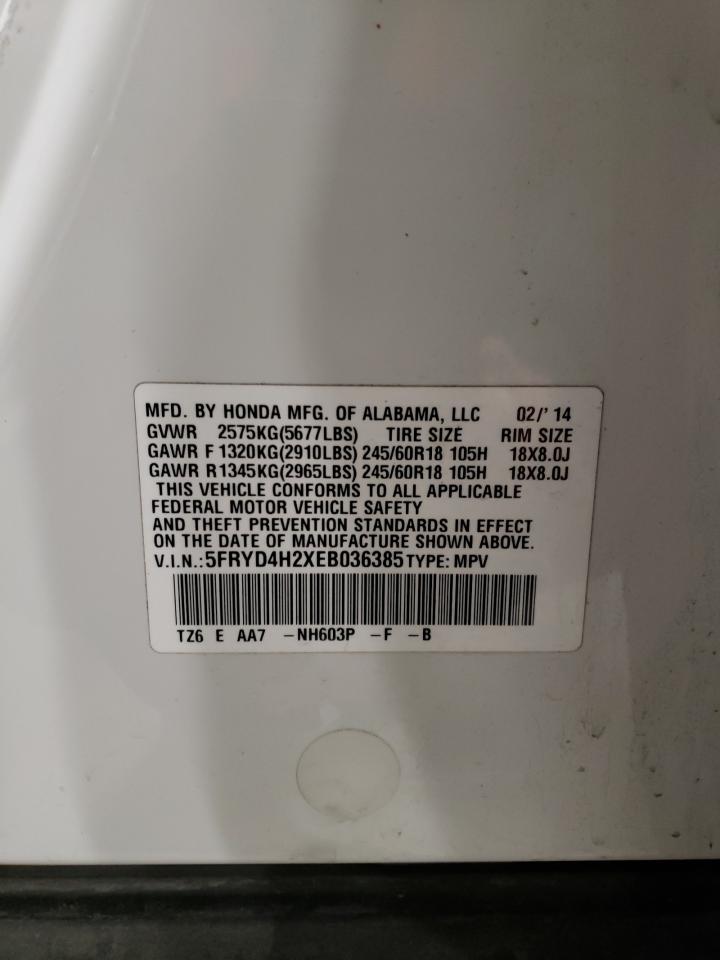 MFD. BY HONDA MFG. OF ALABAMA, LLC 02/'14
GVWR 2575KG(5677LBS) TIRE SIZE RIM SIZE
GAWR F 1320KG(2910LBS) 245/60R18 105H 18X8.0J
GAWR R 1345KG(2965LBS) 245/60R18 105H 18X8.0J
THIS VEHICLE CONFORMS TO ALL APPLICABLE
FEDERAL MOTOR VEHICLE SAFETY
AND THEFT PREVENTION STANDARDS IN EFFECT
ON THE DATE OF MANUFACTURE SHOWN ABOVE.
V.I.N.: 5FRYD4H2XEB036385 TYPE: MPV
TZ6 E AA7 -NH603P -F -B